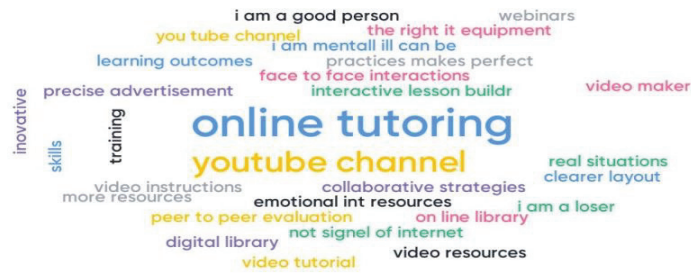 i am a good person
webinars
you tube channel
the right it equipment
i am mentall ill can be
learning outcomes
practices makes perfect
face to face interactions
video maker
precise advertisement
interactive lesson buildr
inovative
skills
training
online tutoring
youtube channel
real situations
clearer layout
video instructions
collaborative strategies
more resources
emotional int resources
i am a loser
peer to peer evaluation
on line library
not signel of internet
digital library
video resources
video tutorial